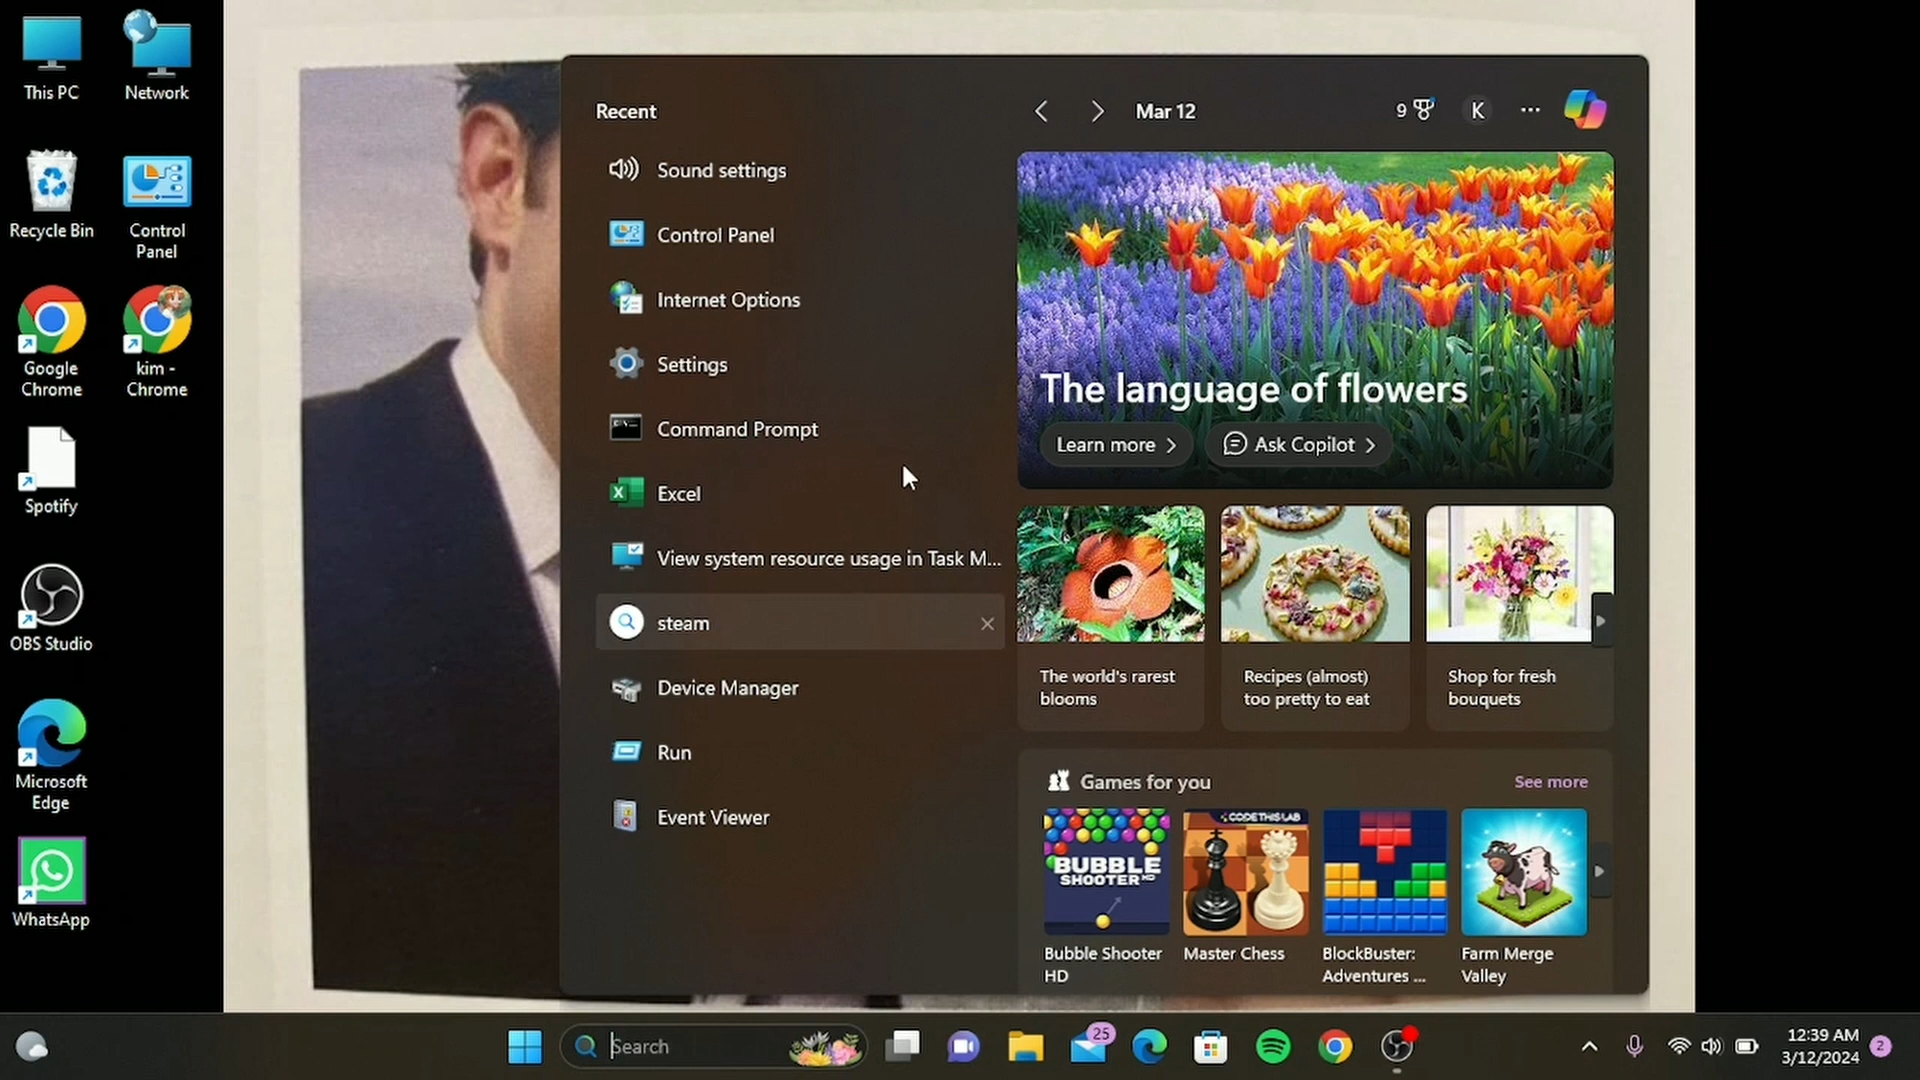 This PC
Network
Recycle Bin
Control
Panel
Google
Chrome
kim -
Chrome
Spotify
OBS Studio
Microsoft
Edge
WhatsApp
Recent
Sound settings
Control Panel
Internet Options
Settings
Command Prompt
Excel
View system resource usage in Task M...
steam
Device Manager
Run
Event Viewer
Mar 12
9
K
The language of flowers
Learn more
Ask Copilot
The world's rarest
blooms
Recipes (almost)
too pretty to eat
Shop for fresh
bouquets
Games for you
See more
BUBBLE
SHOOTER HD
CODETHISLAB
Bubble Shooter
HD
Master Chess
BlockBuster:
Adventures ...
Farm Merge
Valley
Search
25
12:39 AM
3/12/2024
2